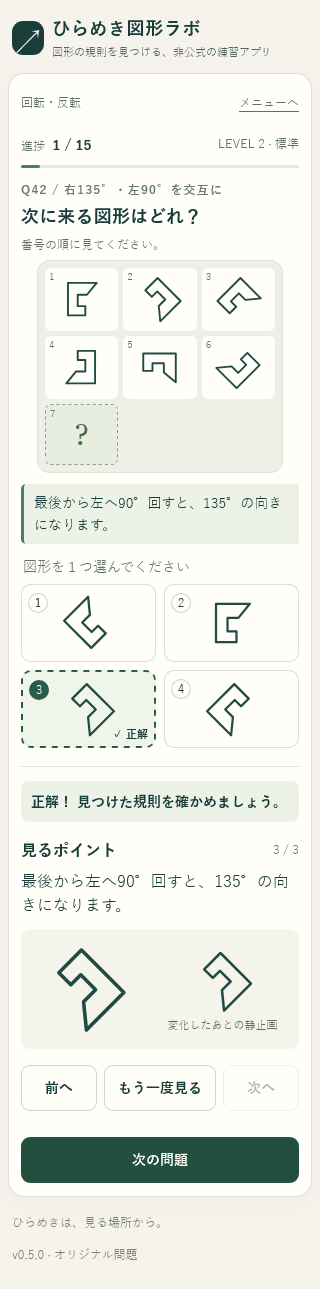 ひらめき図形ラボ
図形の規則を見つける、非公式の練習アプリ
回転・反転
メニューへ
進捗 1 / 15
LEVEL 2 · 標準
Q42 / 右135°・左90°を交互に
次に来る図形はどれ？
番号の順に見てください。
1
2
3
4
5
6
7
?
最後から左へ90°回すと、135°の向き
になります。
図形を1つ選んでください
1
2
3
✓ 正解
4
正解！ 見つけた規則を確かめましょう。
見るポイント
3 / 3
最後から左へ90°回すと、135°の向
きになります。
変化したあとの静止画
前へ
もう一度見る
次へ
次の問題
ひらめきは、見る場所から。
v0.5.0 · オリジナル問題